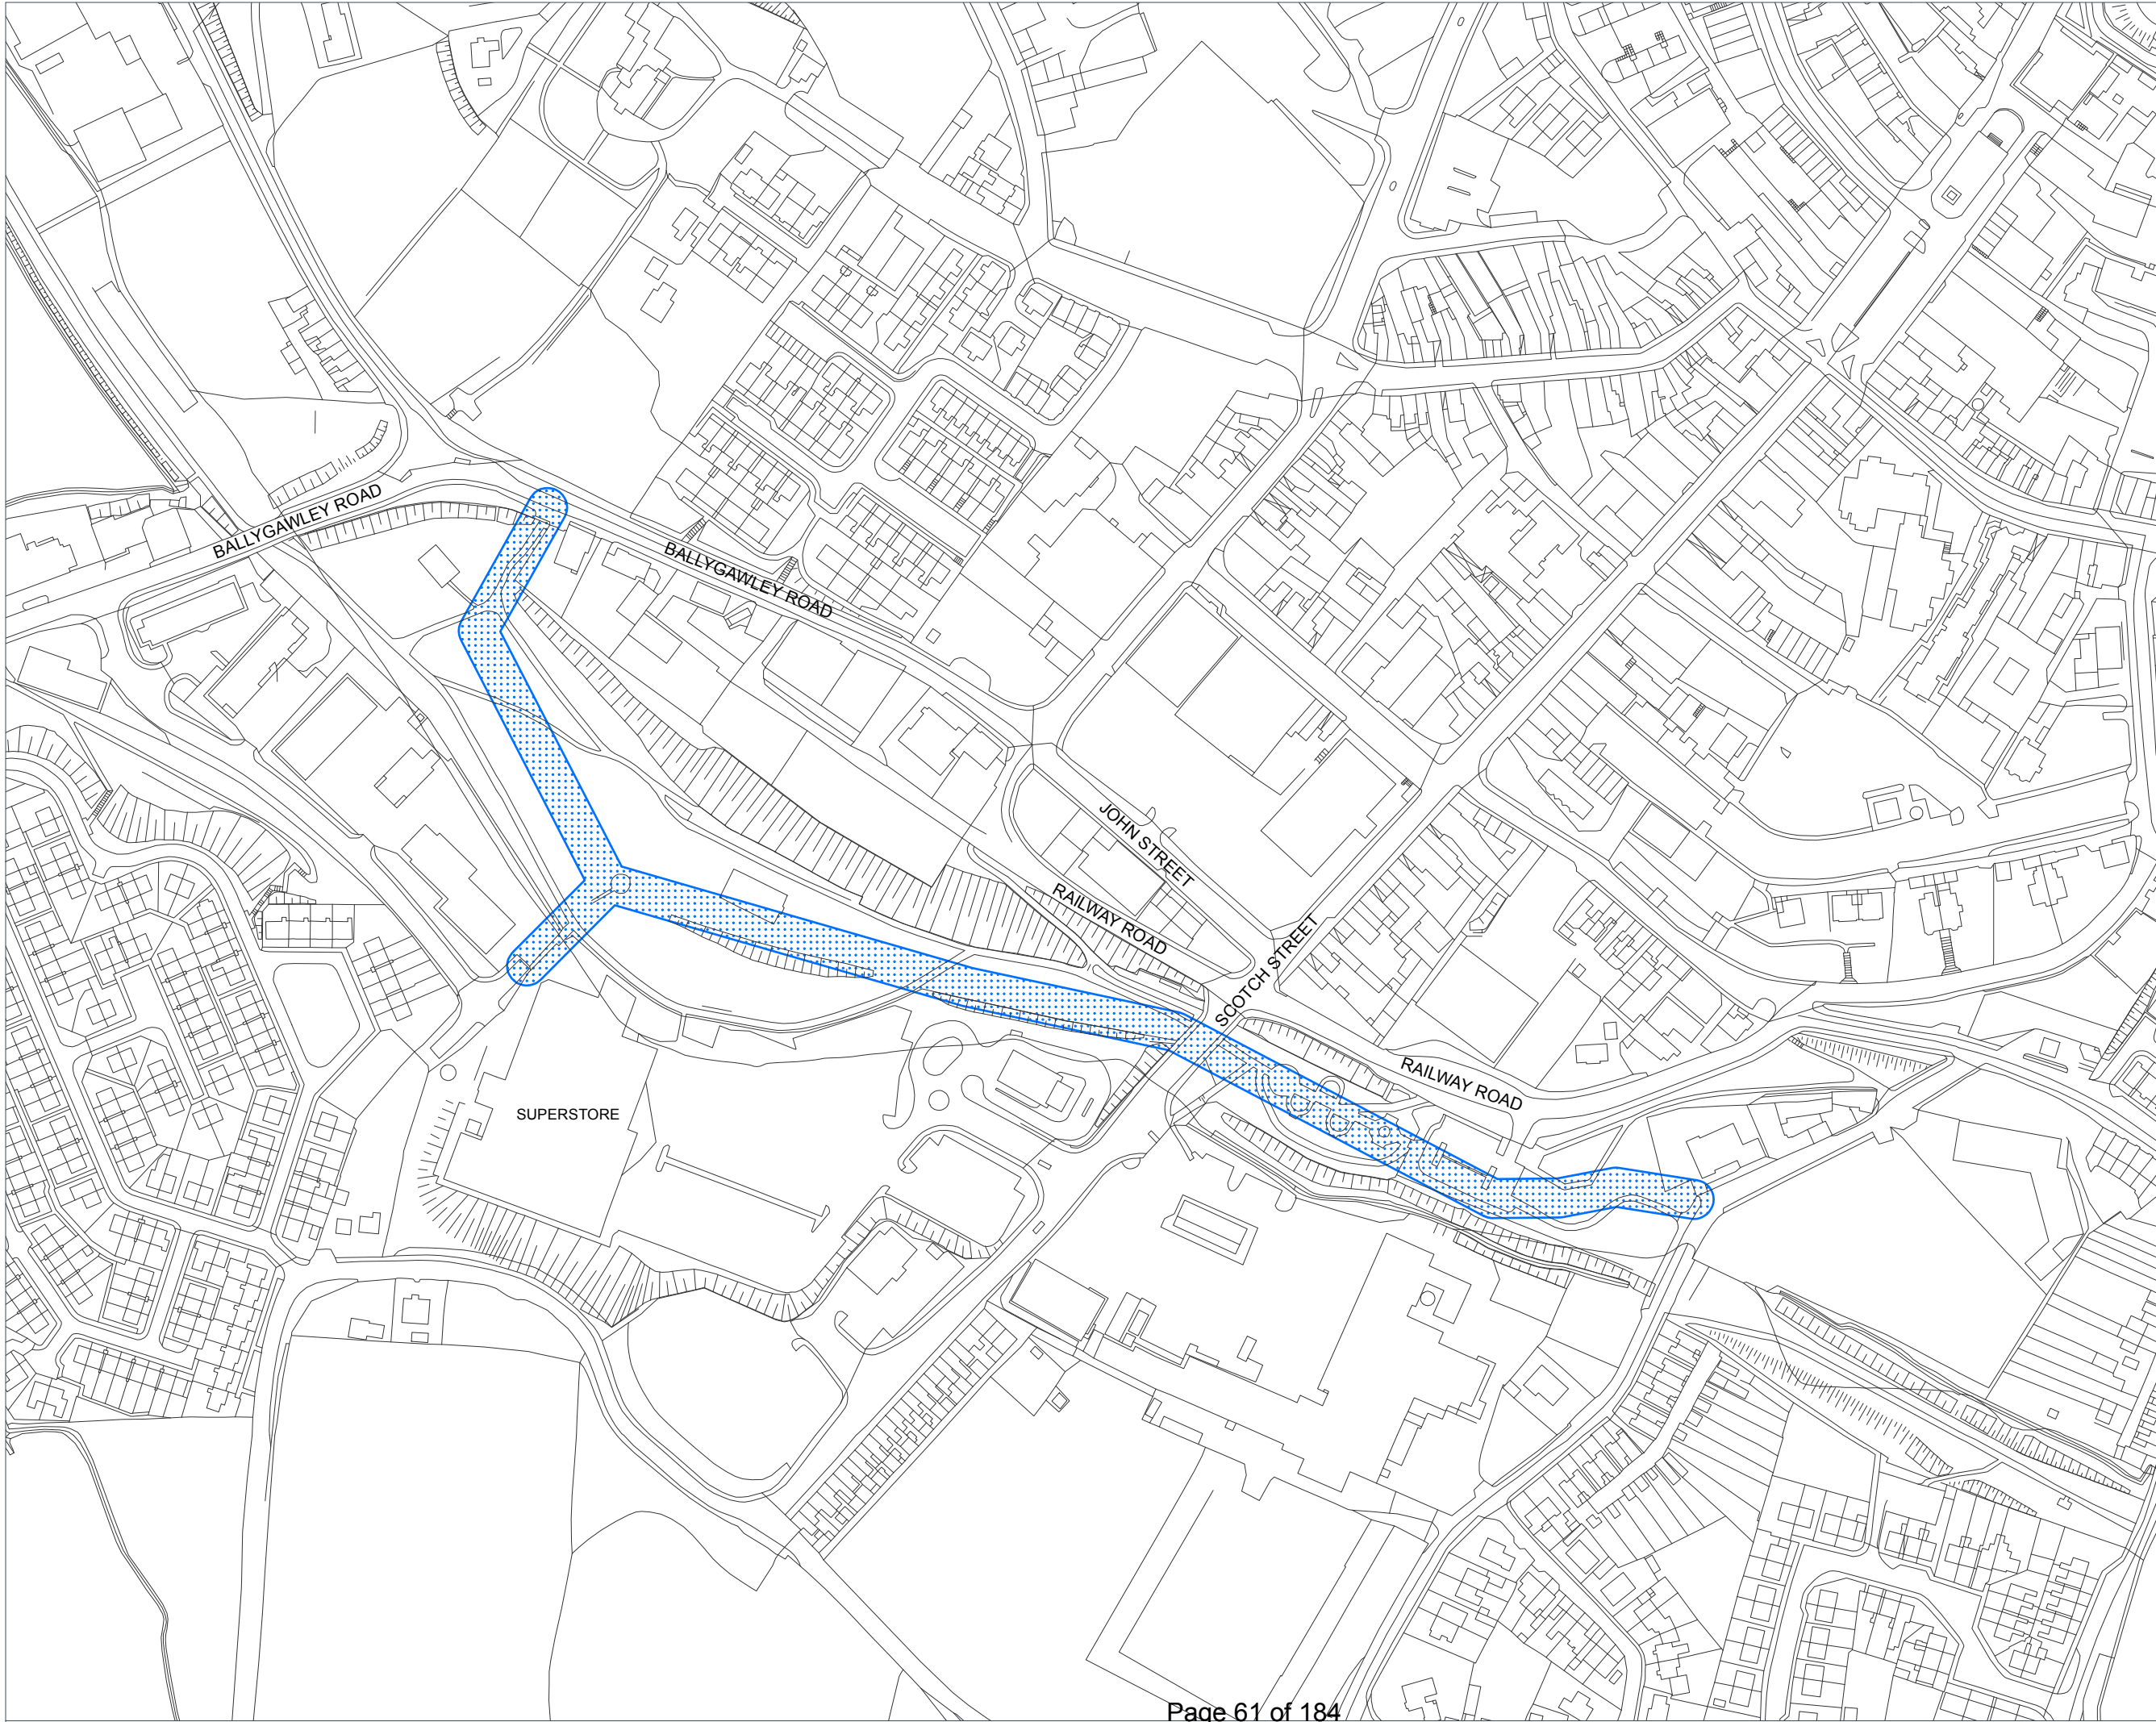 BALLYGAWLEY ROAD
BALLYGAWLEY ROAD
JOHN STREET
RAILWAY ROAD
SCOTCH STREET
RAILWAY ROAD
SUPERSTORE
Page 61 of 184